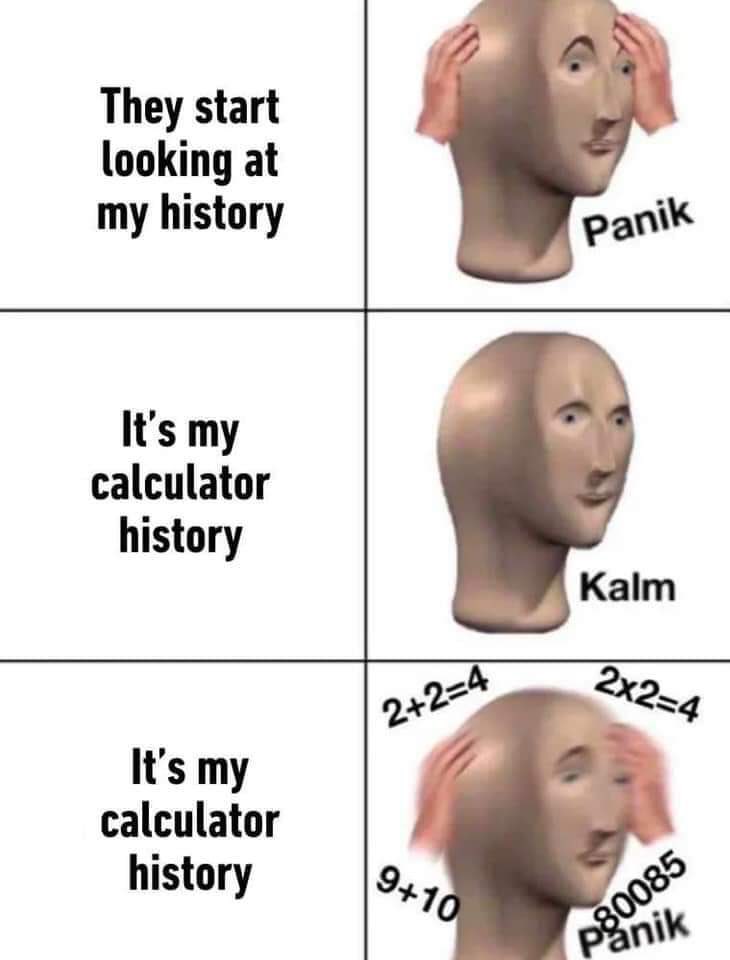 They start
looking at
my history
Panik
It's my
calculator
history
Kalm
2+2=4
2x2=4
It's my
calculator
history
9+10
80085
Panik